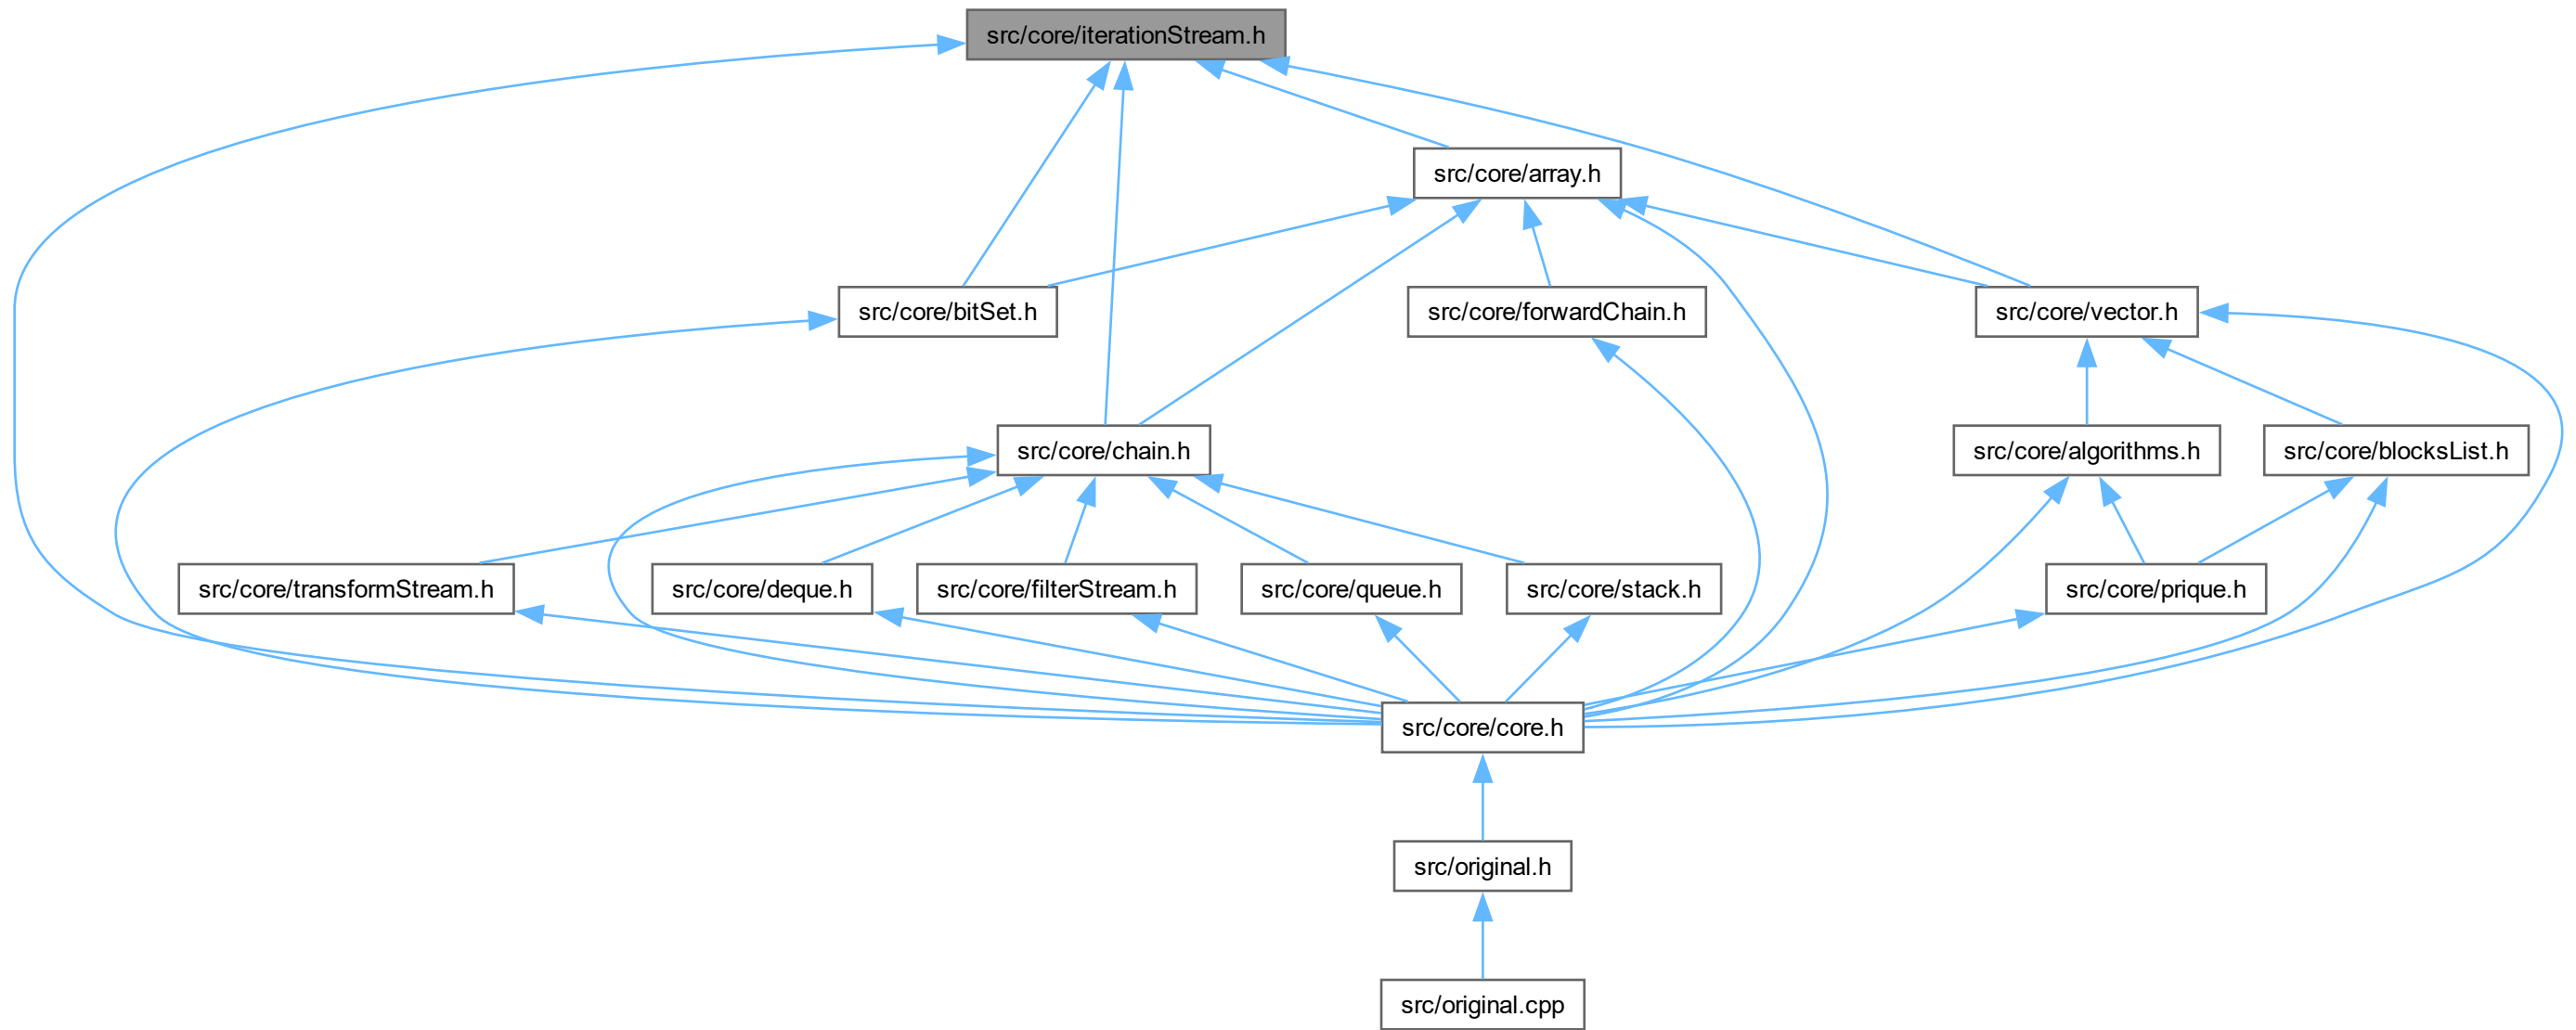 src/core/iterationStream.h
src/core/array.h
src/core/bitSet.h
src/core/forwardChain.h
src/core/vector.h
src/core/chain.h
src/core/algorithms.h
src/core/blocksList.h
src/core/transformStream.h
src/core/deque.h
src/core/filterStream.h
src/core/queue.h
src/core/stack.h
src/core/prique.h
src/core/core.h
src/original.h
src/original.cpp